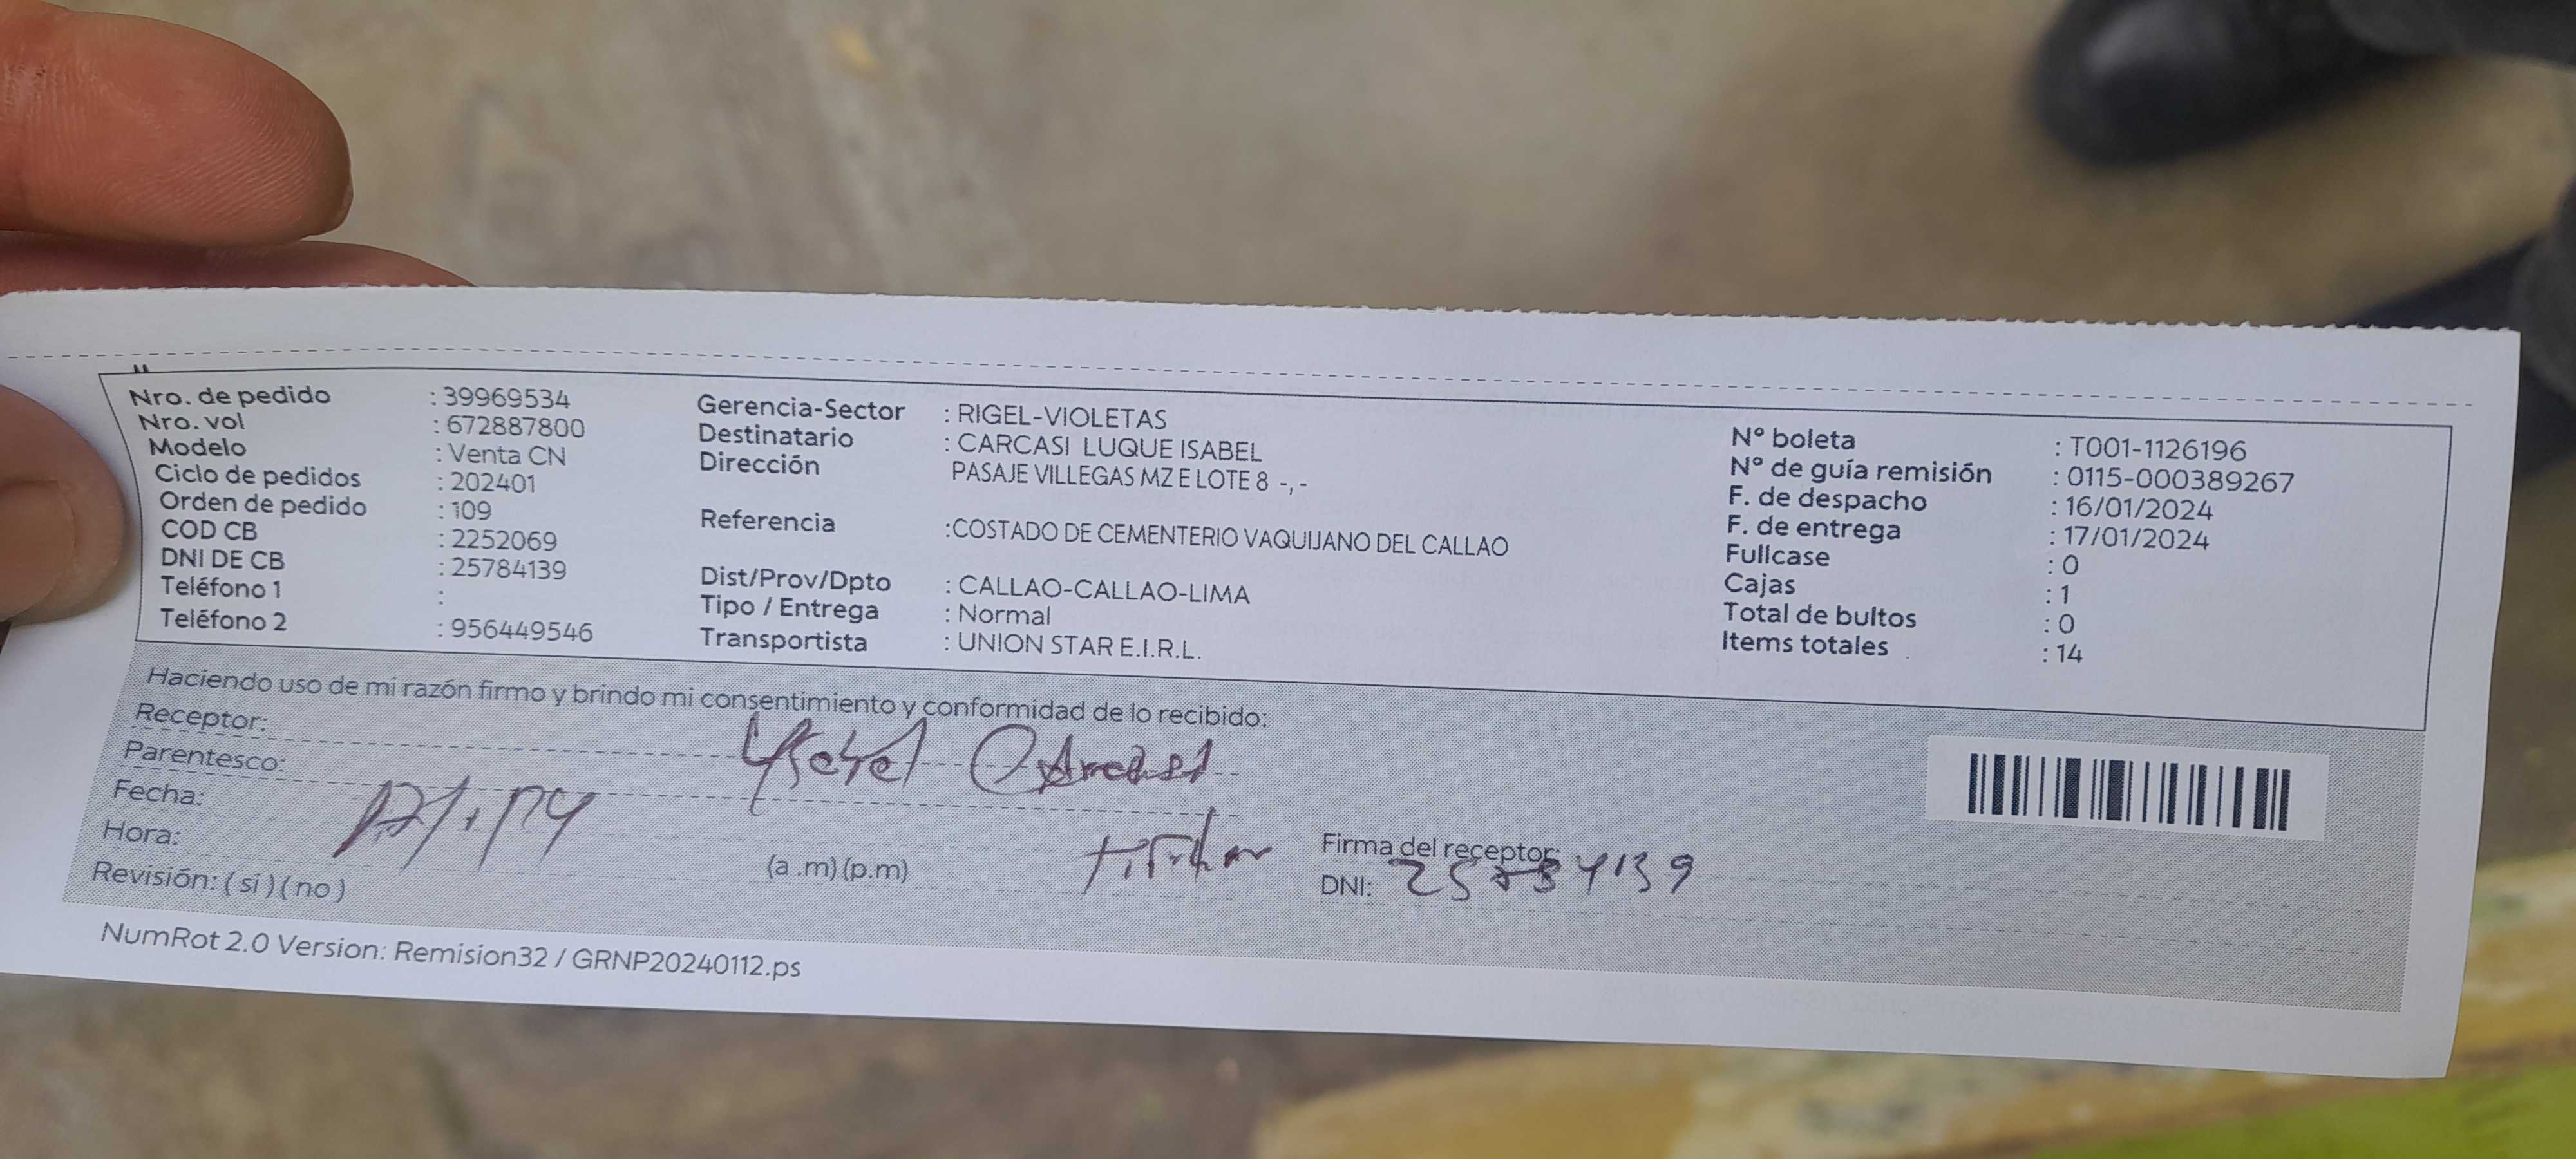 Nro. de pedido : 39969534
Nro. vol : 672887800
Modelo : Venta CN
Ciclo de pedidos : 202401
Orden de pedido : 109
COD CB : 2252069
DNI DE CB : 25784139
Teléfono 1 :
Teléfono 2 : 956449546
Gerencia-Sector : RIGEL-VIOLETAS
Destinatario : CARCASI LUQUE ISABEL
Dirección PASAJE VILLEGAS MZ E LOTE 8 -, -
Referencia :COSTADO DE CEMENTERIO VAQUIJANO DEL CALLAO
Dist/Prov/Dpto : CALLAO-CALLAO-LIMA
Tipo / Entrega : Normal
Transportista : UNION STAR E.I.R.L.
N° boleta : T001-1126196
N° de guía remisión : 0115-000389267
F. de despacho : 16/01/2024
F. de entrega : 17/01/2024
Fullcase : 0
Cajas : 1
Total de bultos : 0
Items totales : 14
Haciendo uso de mi razón firmo y brindo mi consentimiento y conformidad de lo recibido:
Receptor: Ysabel Carcasi
Parentesco:
Fecha:
Hora: (a .m) (p.m)
Revisión: ( si ) ( no )
Firma del receptor:
DNI: 25784139
NumRot 2.0 Version: Remision32 / GRNP20240112.ps